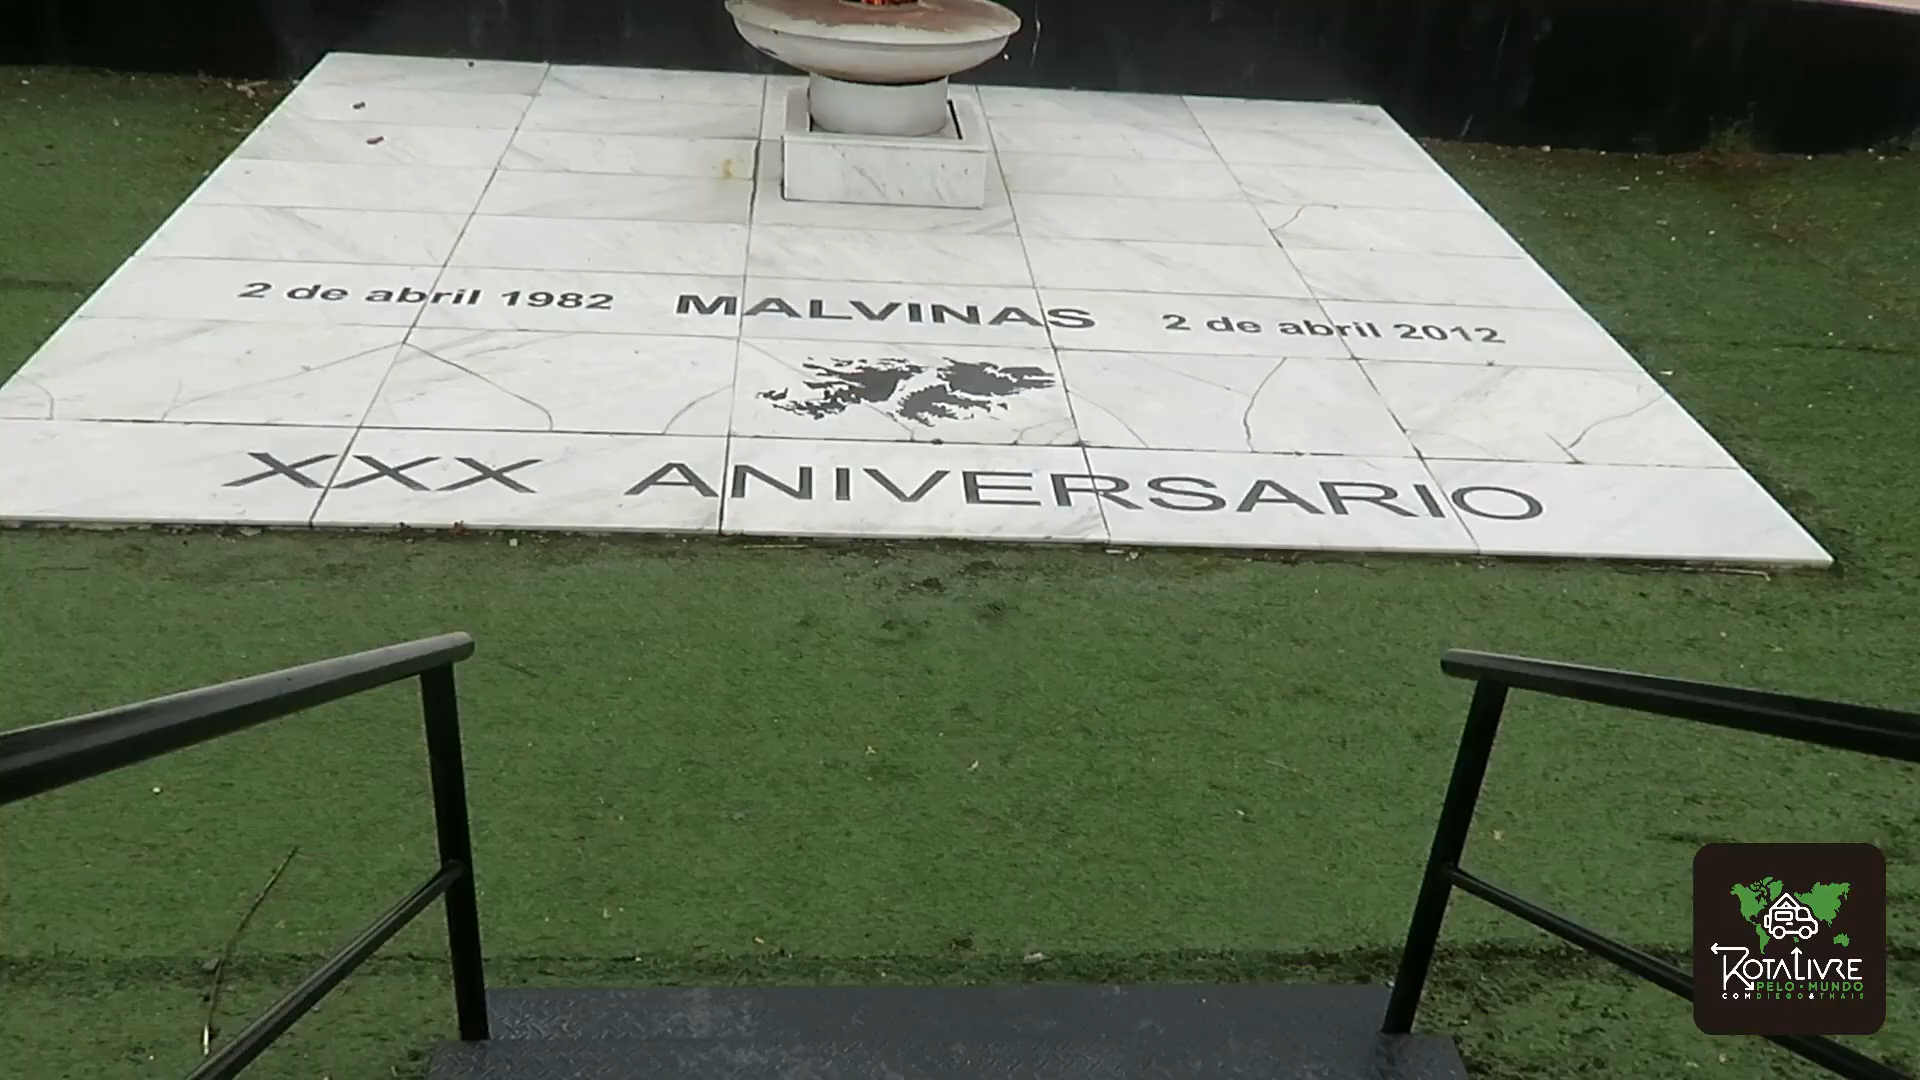 2 de abril 1982 MALVINAS 2 de abril 2012
XXX ANIVERSARIO
ROTALIVRE
PELO MUNDO
COM DIEGO & THAIS